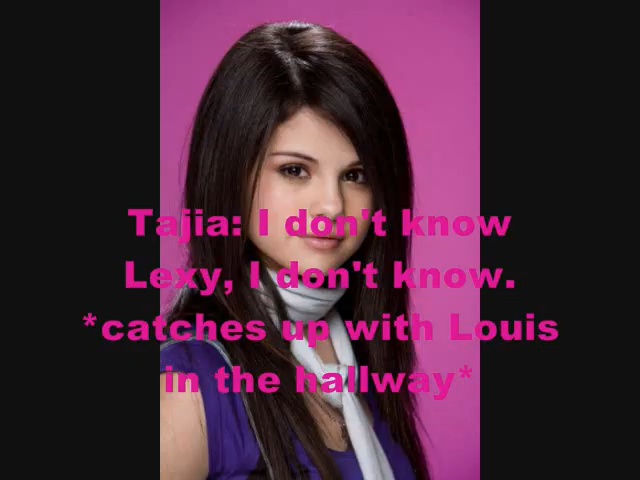 Tajia: I don't know
Lexy, I don't know.
*catches up with Louis
in the hallway*